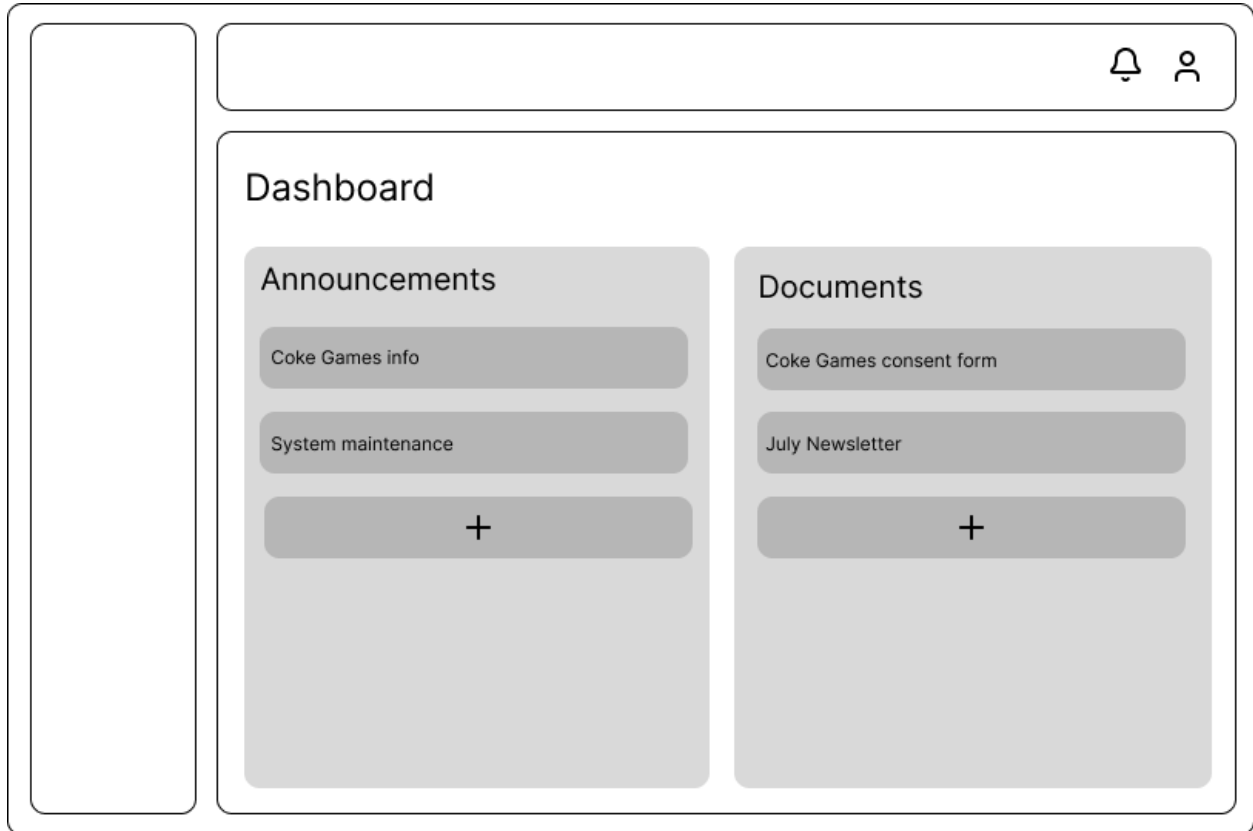 Dashboard
Announcements
Coke Games info
System maintenance
+
Documents
Coke Games consent form
July Newsletter
+